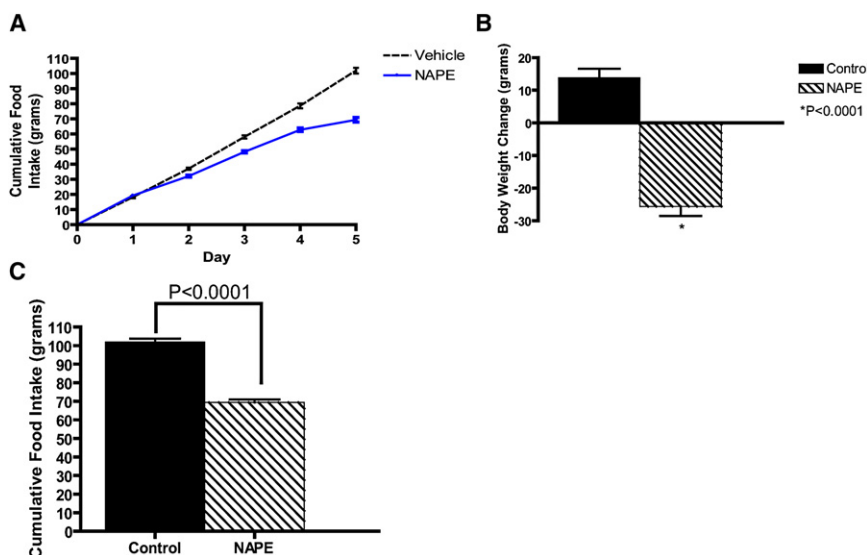 A
Cumulative Food
Intake (grams)
110
100
90
80
70
60
50
40
30
20
10
0
0 1 2 3 4 5
Day
Vehicle
NAPE
B
Body Weight Change (grams)
20
10
0
-10
-20
-30
*
Contro
NAPE
*P<0.0001
C
P<0.0001
Cumulative Food Intake (grams)
110
100
90
80
70
60
50
40
30
20
10
0
Control NAPE